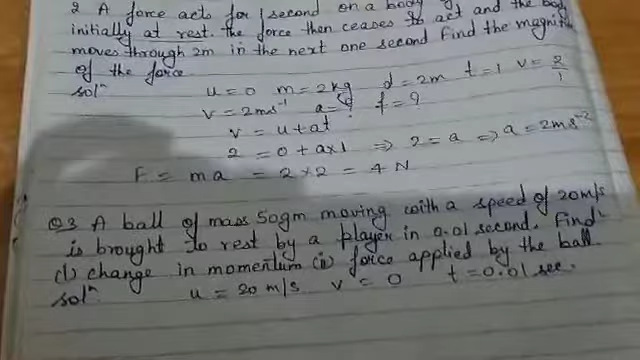 2 A force acts for 1 second on a body
initially at rest. The force then ceases to act and the body
moves through 2m in the next one second find the magnit
of the force
solⁿ u = 0 m = 2kg d = 2m t = 1 v = 2/1
v = 2ms⁻¹ a = ? f = ?
v = u + at
2 = 0 + a×1 ⇒ 2 = a ⇒ a = 2ms⁻²
F = ma = 2×2 = 4 N
Q3 A ball of mass 50gm moving with a speed of 20m/s
is brought to rest by a player in 0.01 second. Find
(i) change in momentum (ii) force applied by the ball
solⁿ u = 20 m/s v = 0 t = 0.01 sec.